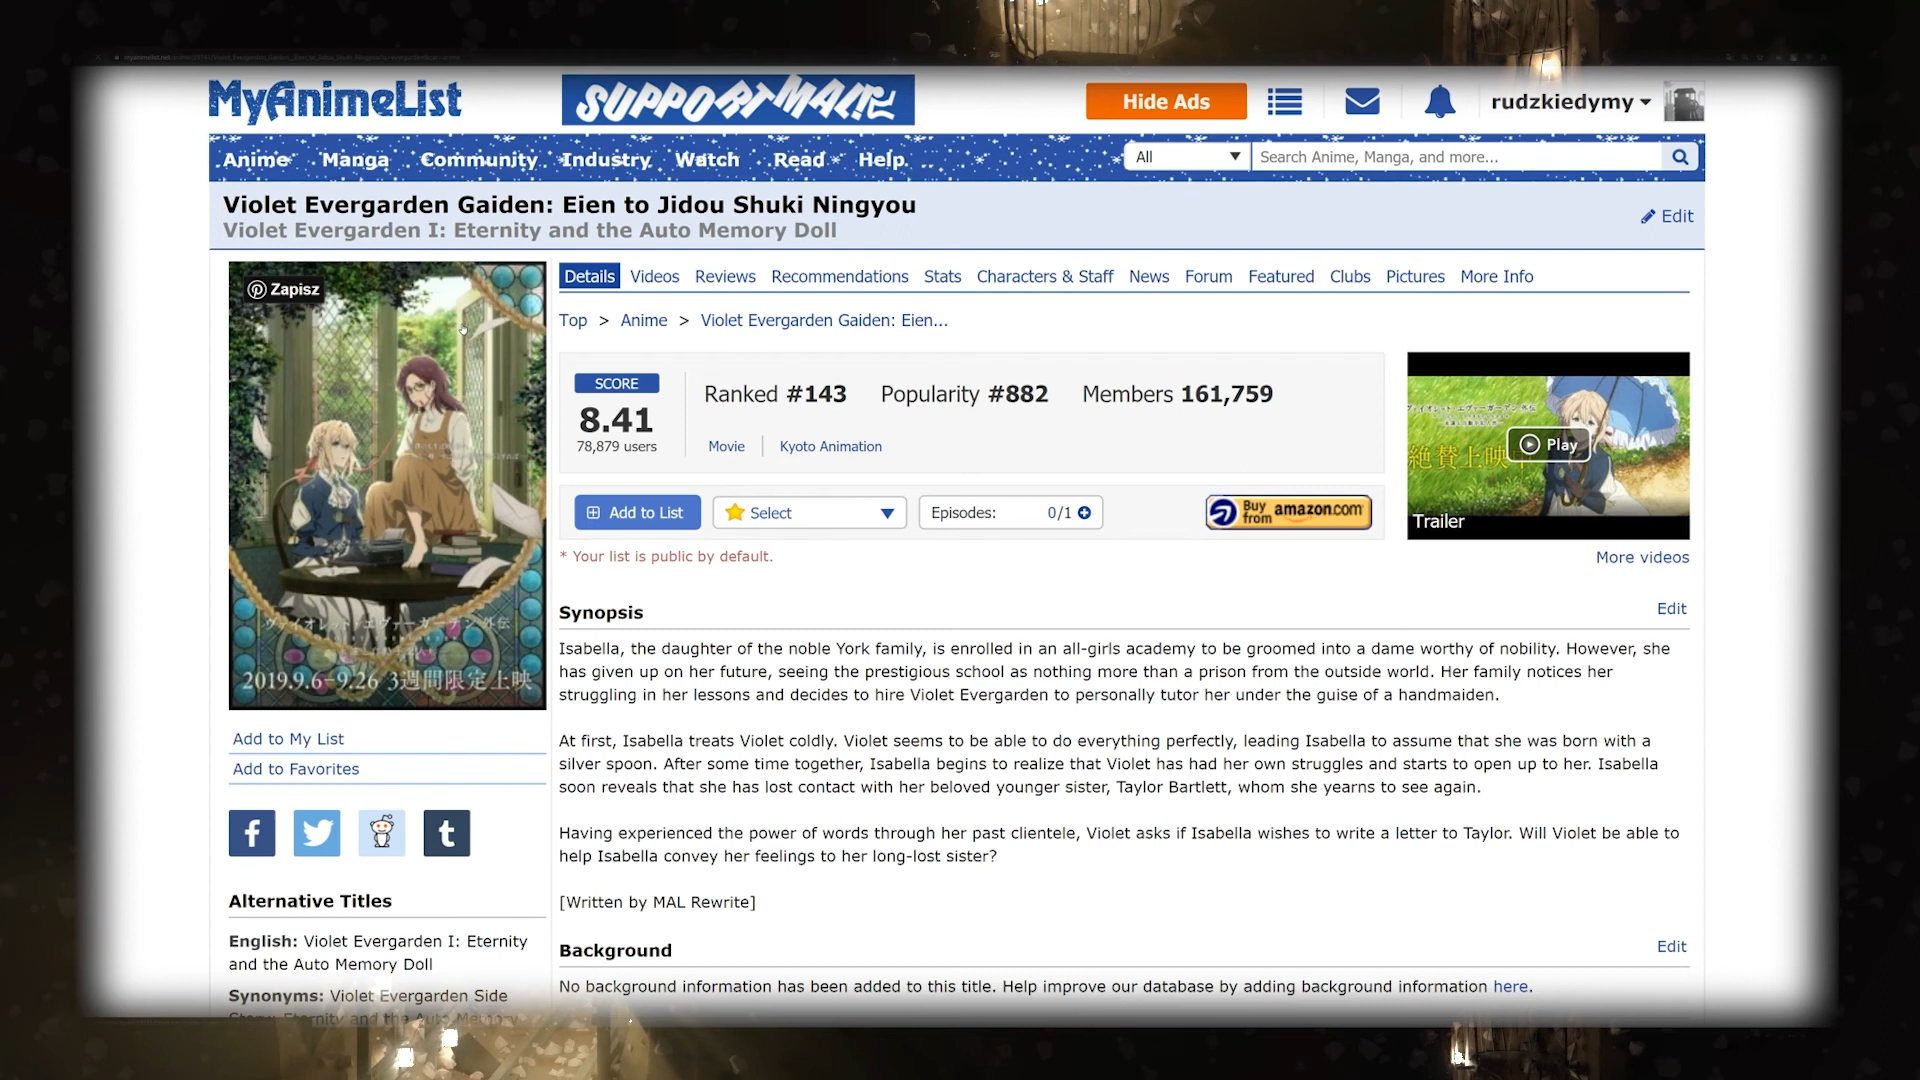 MyAnimeList
SUPPORT MAL
Hide Ads
rudzkiedymy
Anime Manga Community Industry Watch Read Help
All
Search Anime, Manga, and more...
Violet Evergarden Gaiden: Eien to Jidou Shuki Ningyou
Violet Evergarden I: Eternity and the Auto Memory Doll
Edit
Zapisz
2019.9.6-9.26 3週間限定上映
Details Videos Reviews Recommendations Stats Characters & Staff News Forum Featured Clubs Pictures More Info
Top > Anime > Violet Evergarden Gaiden: Eien...
SCORE
8.41
78,879 users
Ranked #143 Popularity #882 Members 161,759
Movie Kyoto Animation
Add to List
Select
Episodes: 0/1
Buy from amazon.com
Play
Trailer
* Your list is public by default.
More videos
Synopsis
Edit
Isabella, the daughter of the noble York family, is enrolled in an all-girls academy to be groomed into a dame worthy of nobility. However, she
has given up on her future, seeing the prestigious school as nothing more than a prison from the outside world. Her family notices her
struggling in her lessons and decides to hire Violet Evergarden to personally tutor her under the guise of a handmaiden.
At first, Isabella treats Violet coldly. Violet seems to be able to do everything perfectly, leading Isabella to assume that she was born with a
silver spoon. After some time together, Isabella begins to realize that Violet has had her own struggles and starts to open up to her. Isabella
soon reveals that she has lost contact with her beloved younger sister, Taylor Bartlett, whom she yearns to see again.
Having experienced the power of words through her past clientele, Violet asks if Isabella wishes to write a letter to Taylor. Will Violet be able to
help Isabella convey her feelings to her long-lost sister?
[Written by MAL Rewrite]
Background
Edit
No background information has been added to this title. Help improve our database by adding background information here.
Add to My List
Add to Favorites
Alternative Titles
English: Violet Evergarden I: Eternity
and the Auto Memory Doll
Synonyms: Violet Evergarden Side
Story: Eternity and the Auto Memory